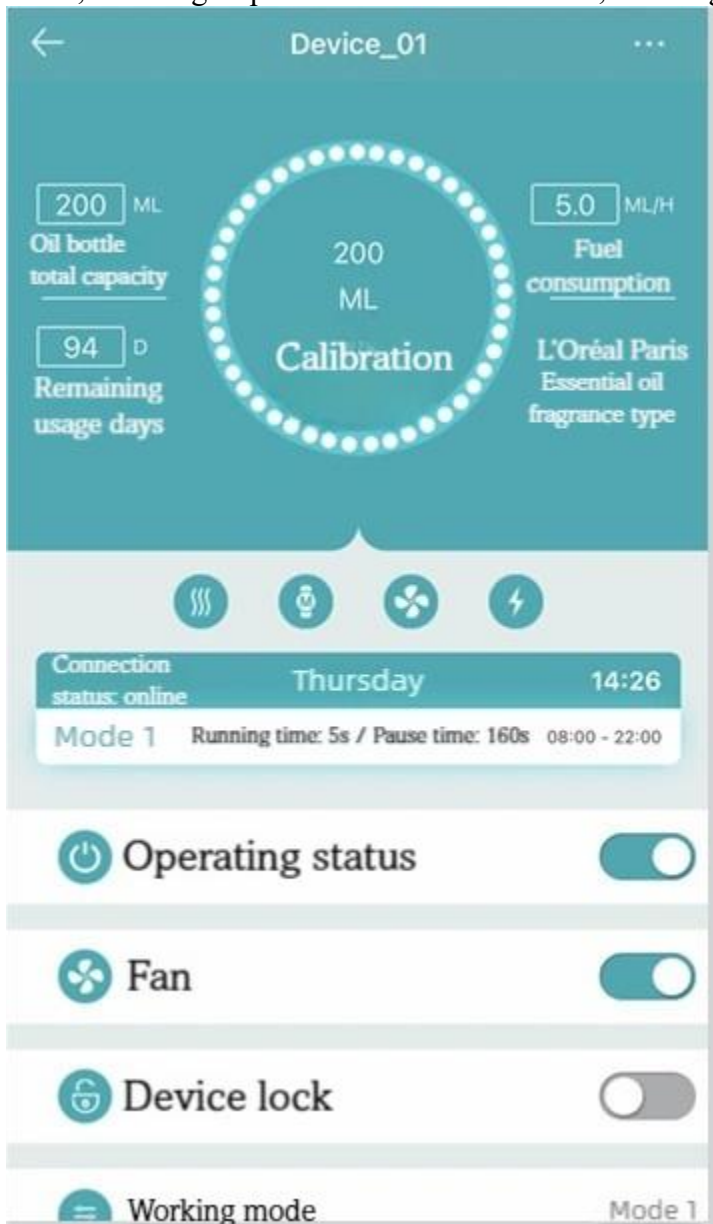 Device_01
200 ML
Oil bottle
total capacity
94 D
Remaining
usage days
200
ML
Calibration
5.0 ML/H
Fuel
consumption
L'Oréal Paris
Essential oil
fragrance type
Connection
status: online
Thursday
14:26
Mode 1 Running time: 5s / Pause time: 160s 08:00 - 22:00
Operating status
Fan
Device lock
Working mode Mode 1